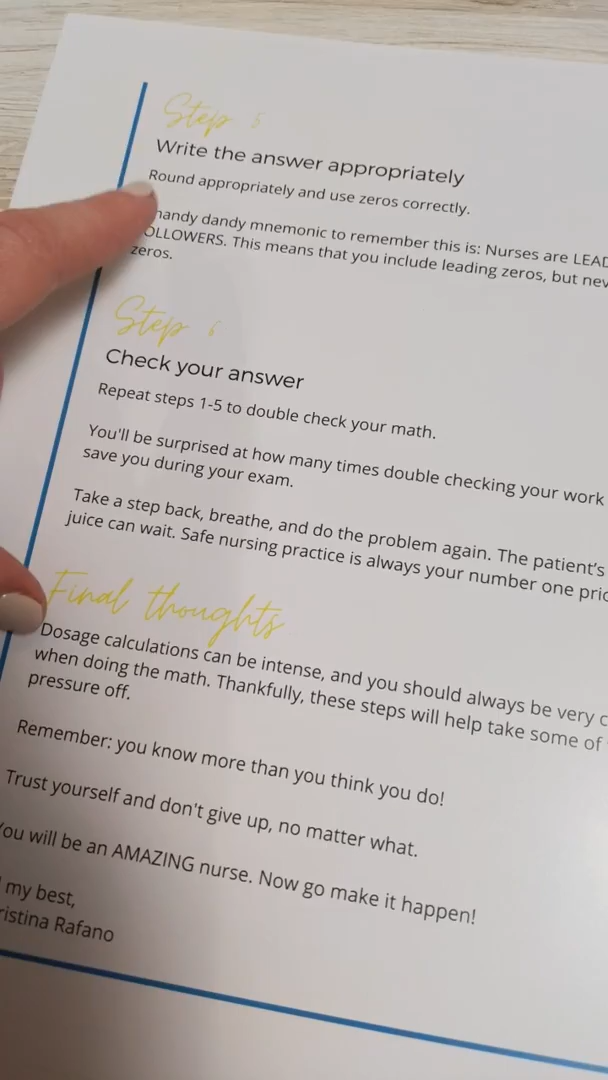 Step 5
Write the answer appropriately
Round appropriately and use zeros correctly.
handy dandy mnemonic to remember this is: Nurses are
This means that you include leading zeros, but
zeros.
Step 6
Check your answer
Repeat steps 1-5 to double check your math.
You'll be surprised at how many times double checking your work
save you during your exam.
Take a step back, breathe, and do the problem again. The patient's
juice can wait. Safe nursing practice is always your number one
Final thoughts
Dosage calculations can be intense, and you should always be very
when doing the math. Thankfully, these steps will help take some of
pressure off.
Remember: you know more than you think you do!
Trust yourself and don't give up, no matter what.
You will be an AMAZING nurse. Now go make it happen!
my best,
Rafano